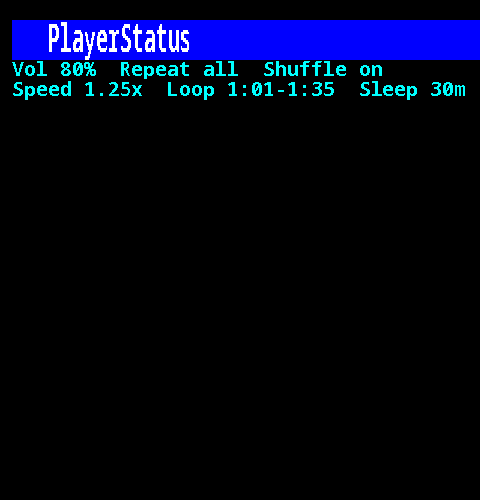 PlayerStatus
Vol 80%  Repeat all  Shuffle on
Speed 1.25x  Loop 1:01-1:35  Sleep 30m